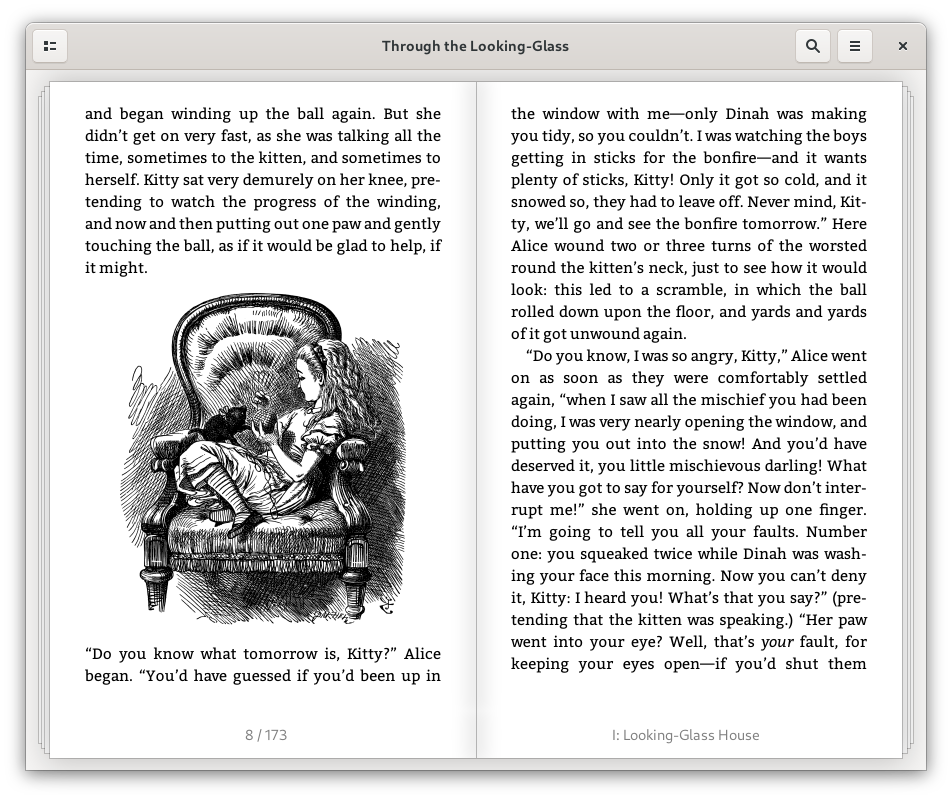 Through the Looking-Glass
and began winding up the ball again. But she
didn’t get on very fast, as she was talking all the
time, sometimes to the kitten, and sometimes to
herself. Kitty sat very demurely on her knee, pre-
tending to watch the progress of the winding,
and now and then putting out one paw and gently
touching the ball, as if it would be glad to help, if
it might.
“Do you know what tomorrow is, Kitty?” Alice
began. “You’d have guessed if you’d been up in
8 / 173
the window with me—only Dinah was making
you tidy, so you couldn’t. I was watching the boys
getting in sticks for the bonfire—and it wants
plenty of sticks, Kitty! Only it got so cold, and it
snowed so, they had to leave off. Never mind, Kit-
ty, we’ll go and see the bonfire tomorrow.” Here
Alice wound two or three turns of the worsted
round the kitten’s neck, just to see how it would
look: this led to a scramble, in which the ball
rolled down upon the floor, and yards and yards
of it got unwound again.
“Do you know, I was so angry, Kitty,” Alice went
on as soon as they were comfortably settled
again, “when I saw all the mischief you had been
doing, I was very nearly opening the window, and
putting you out into the snow! And you’d have
deserved it, you little mischievous darling! What
have you got to say for yourself? Now don’t inter-
rupt me!” she went on, holding up one finger.
“I’m going to tell you all your faults. Number
one: you squeaked twice while Dinah was wash-
ing your face this morning. Now you can’t deny
it, Kitty: I heard you! What’s that you say?” (pre-
tending that the kitten was speaking.) “Her paw
went into your eye? Well, that’s your fault, for
keeping your eyes open—if you’d shut them
I: Looking-Glass House